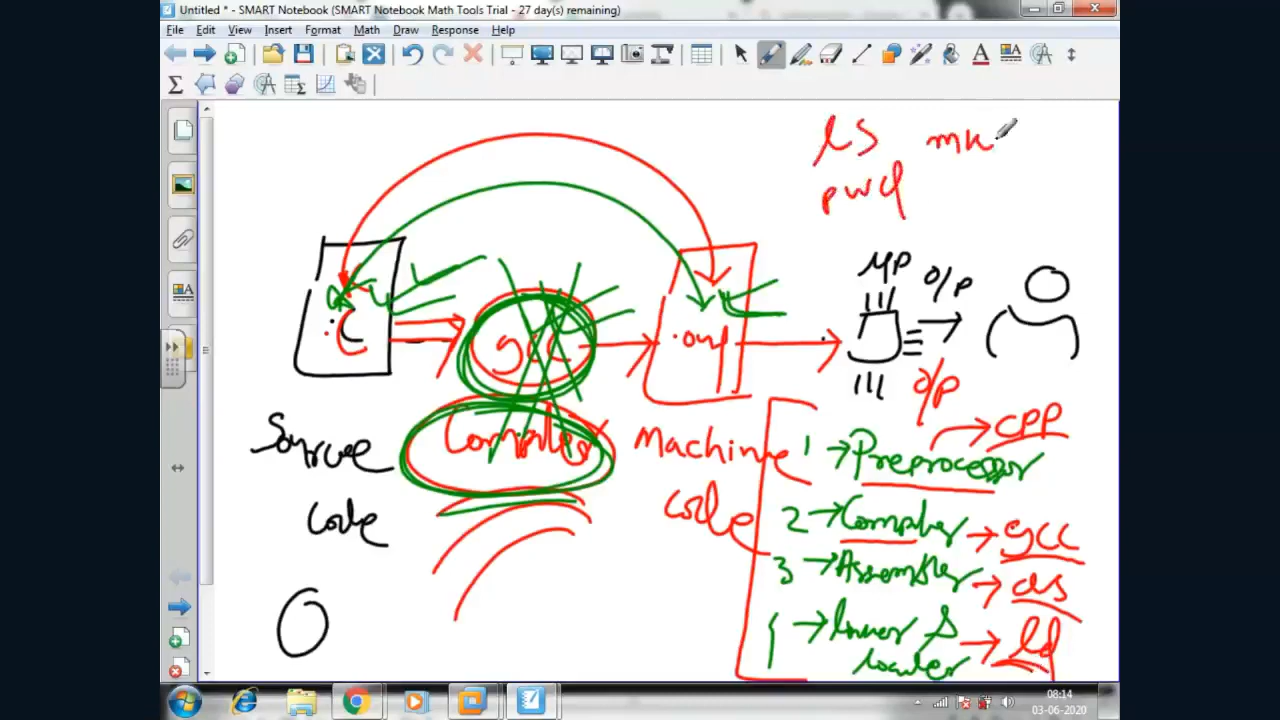 Untitled * - SMART Notebook (SMART Notebook Math Tools Trial - 27 day(s) remaining)
File Edit View Insert Format Math Draw Response Help
ls mk
pwd
MP
O/P
.C
gcc
.out
O/P
Source
code
Compiler
Machine
code
1 → Preprocessor → CPP
2 → Compiler → gcc
3 → Assembler → as
→ linker &
loader → ld
08:14
03-06-2020